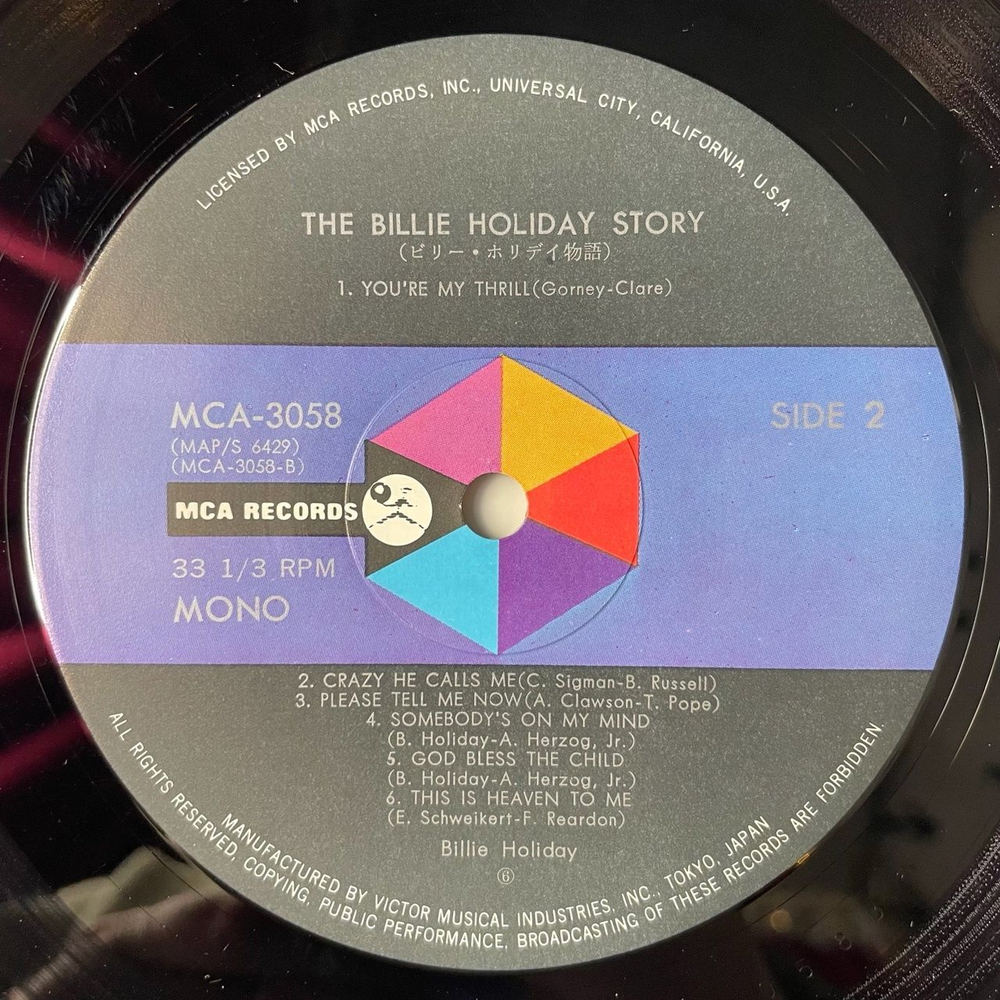 LICENSED BY MCA RECORDS, INC., UNIVERSAL CITY, CALIFORNIA, U.S.A.
THE BILLIE HOLIDAY STORY
(ビリー・ホリデイ物語)
1. YOU'RE MY THRILL(Gorney-Clare)
MCA-3058
SIDE 2
(MAP/S 6429)
(MCA-3058-B)
MCA RECORDS
33 1/3 RPM
MONO
2. CRAZY HE CALLS ME(C. Sigman-B. Russell)
3. PLEASE TELL ME NOW(A. Clawson-T. Pope)
4. SOMEBODY'S ON MY MIND
(B. Holiday-A. Herzog, Jr.)
5. GOD BLESS THE CHILD
(B. Holiday-A. Herzog, Jr.)
6. THIS IS HEAVEN TO ME
(E. Schweikert-F. Reardon)
Billie Holiday
⑥
MANUFACTURED BY VICTOR MUSICAL INDUSTRIES, INC., TOKYO, JAPAN
ALL RIGHTS RESERVED, COPYING, PUBLIC PERFORMANCE, BROADCASTING OF THESE RECORDS ARE FORBIDDEN.